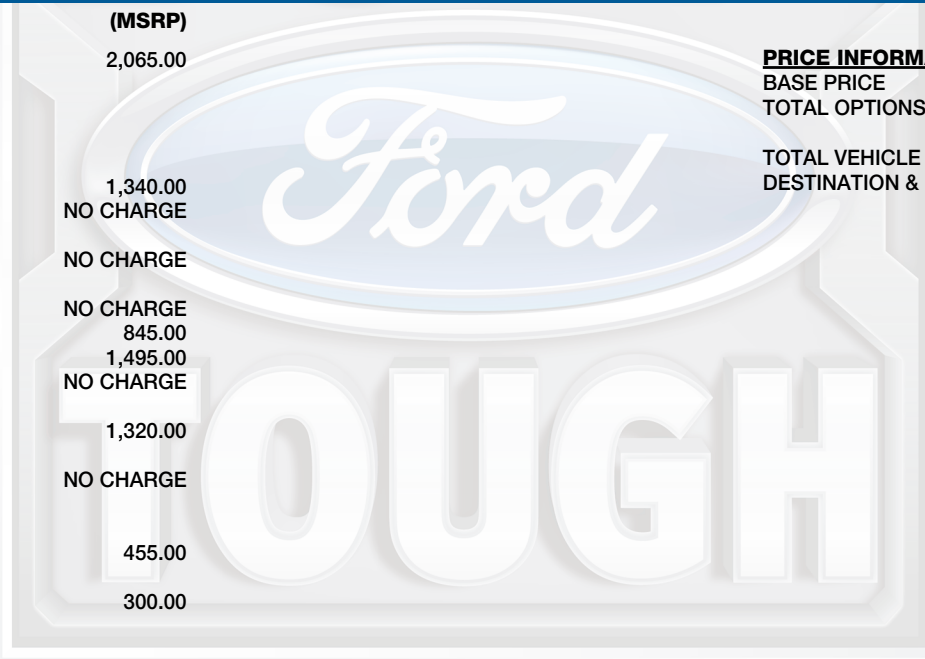 (MSRP)
2,065.00
1,340.00
NO CHARGE
NO CHARGE
NO CHARGE
845.00
1,495.00
NO CHARGE
1,320.00
NO CHARGE
455.00
300.00
PRICE INFORMA
BASE PRICE
TOTAL OPTIONS
TOTAL VEHICLE
DESTINATION &
Ford
TOUGH